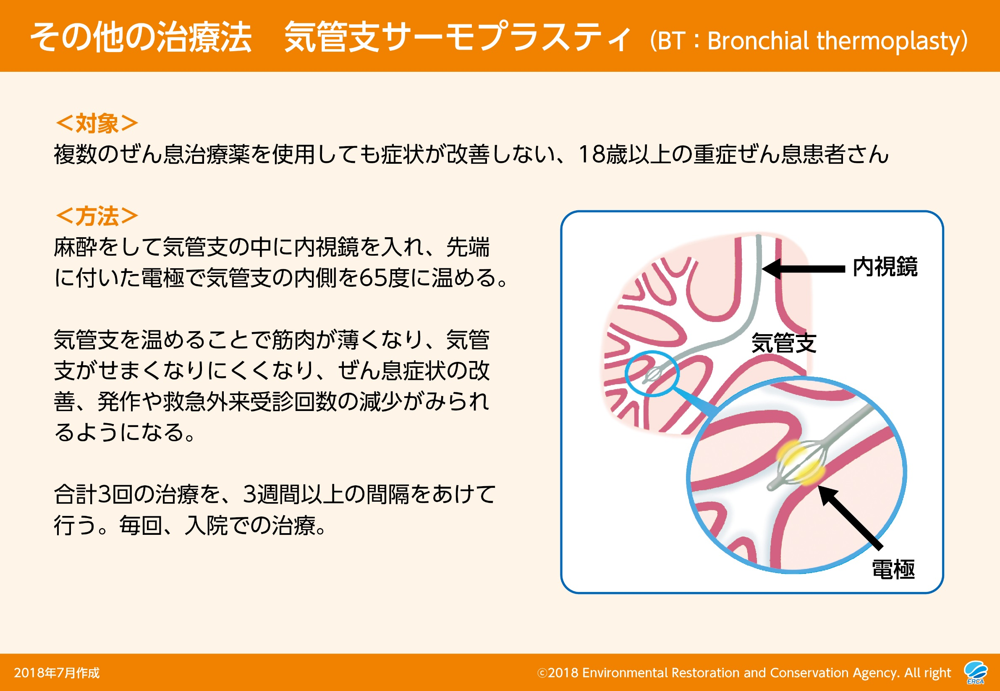 その他の治療法　気管支サーモプラスティ（BT：Bronchial thermoplasty）
＜対象＞
複数のぜん息治療薬を使用しても症状が改善しない、18歳以上の重症ぜん息患者さん
＜方法＞
麻酔をして気管支の中に内視鏡を入れ、先端
に付いた電極で気管支の内側を65度に温める。
気管支を温めることで筋肉が薄くなり、気管
支がせまくなりにくくなり、ぜん息症状の改
善、発作や救急外来受診回数の減少がみられ
るようになる。
合計3回の治療を、3週間以上の間隔をあけて
行う。毎回、入院での治療。
内視鏡
気管支
電極
2018年7月作成
©2018 Environmental Restoration and Conservation Agency. All right
ERCA